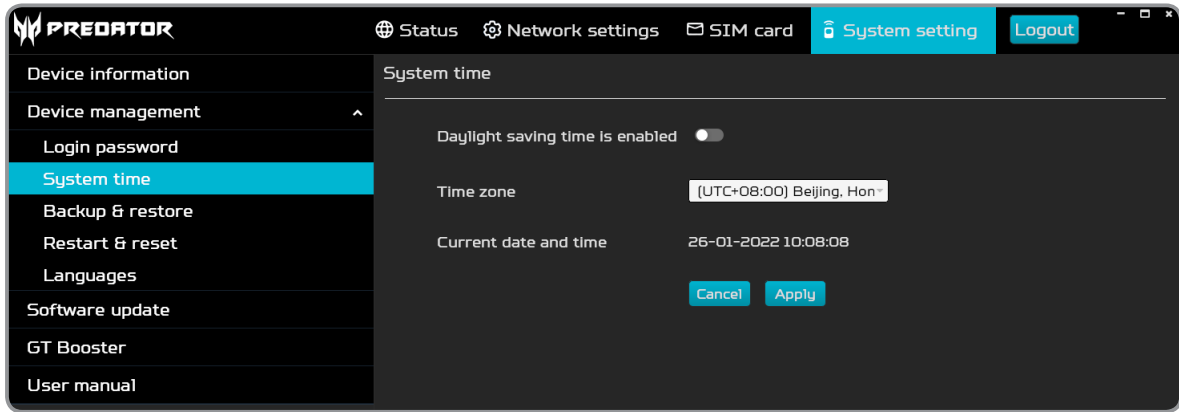 PREDATOR
Status
Network settings
SIM card
System setting
Logout
Device information
Device management
Login password
System time
Backup & restore
Restart & reset
Languages
Software update
GT Booster
User manual
System time
Daylight saving time is enabled
Time zone
(UTC+08:00) Beijing, Hon
Current date and time
26-01-2022 10:08:08
Cancel
Apply